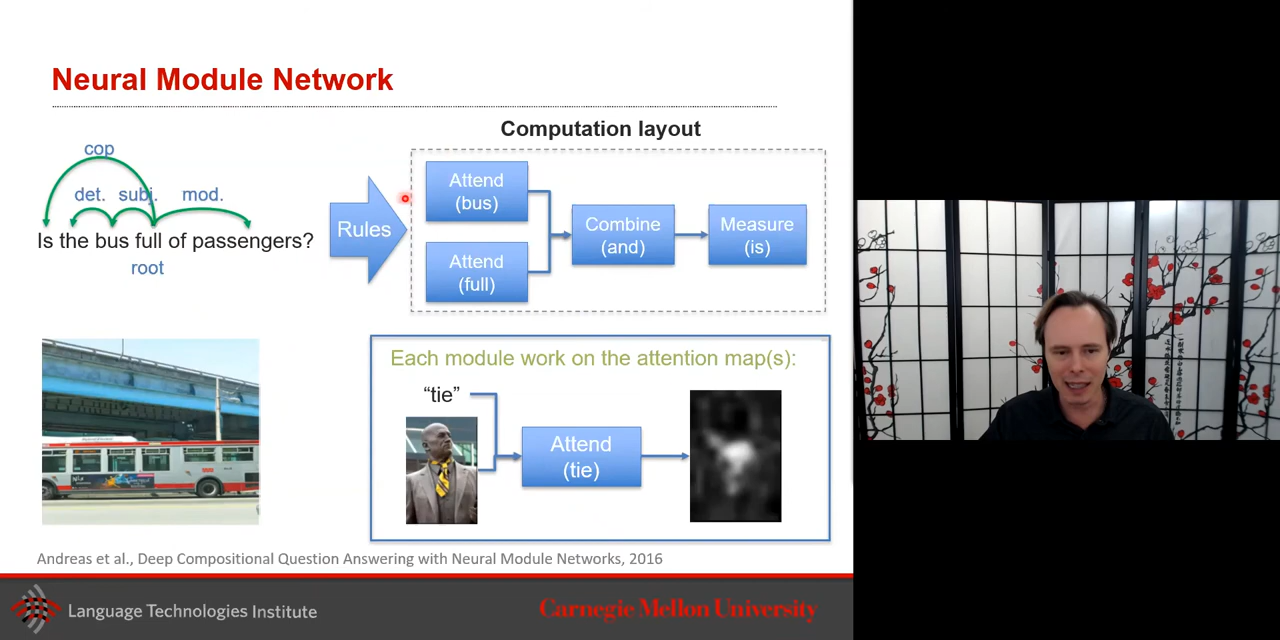 Neural Module Network
Computation layout
cop
det. subj. mod.
Is the bus full of passengers?
root
Rules
Attend
(bus)
Attend
(full)
Combine
(and)
Measure
(is)
Each module work on the attention map(s):
“tie”
Attend
(tie)
Andreas et al., Deep Compositional Question Answering with Neural Module Networks, 2016
Language Technologies Institute
Carnegie Mellon University